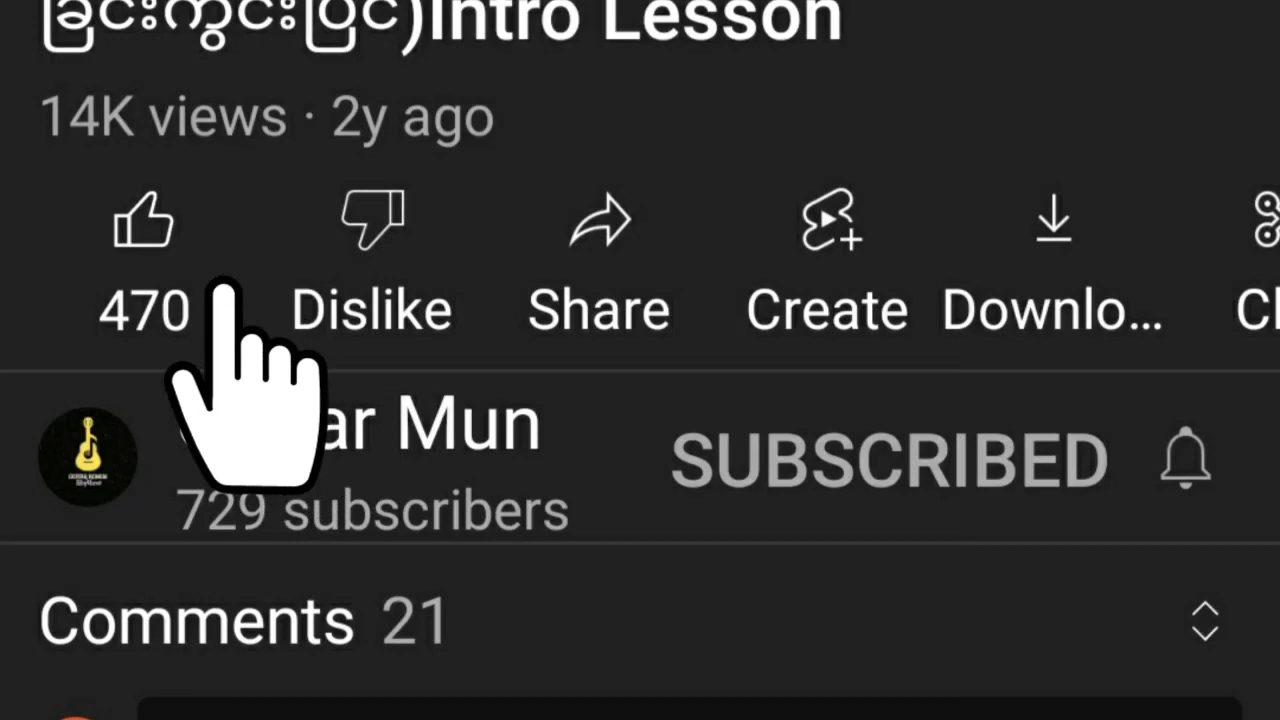 ခြင်းကွင်းပြင်)Intro Lesson
14K views · 2y ago
470 Dislike Share Create Downlo...
Mun
SUBSCRIBED
729 subscribers
Comments 21